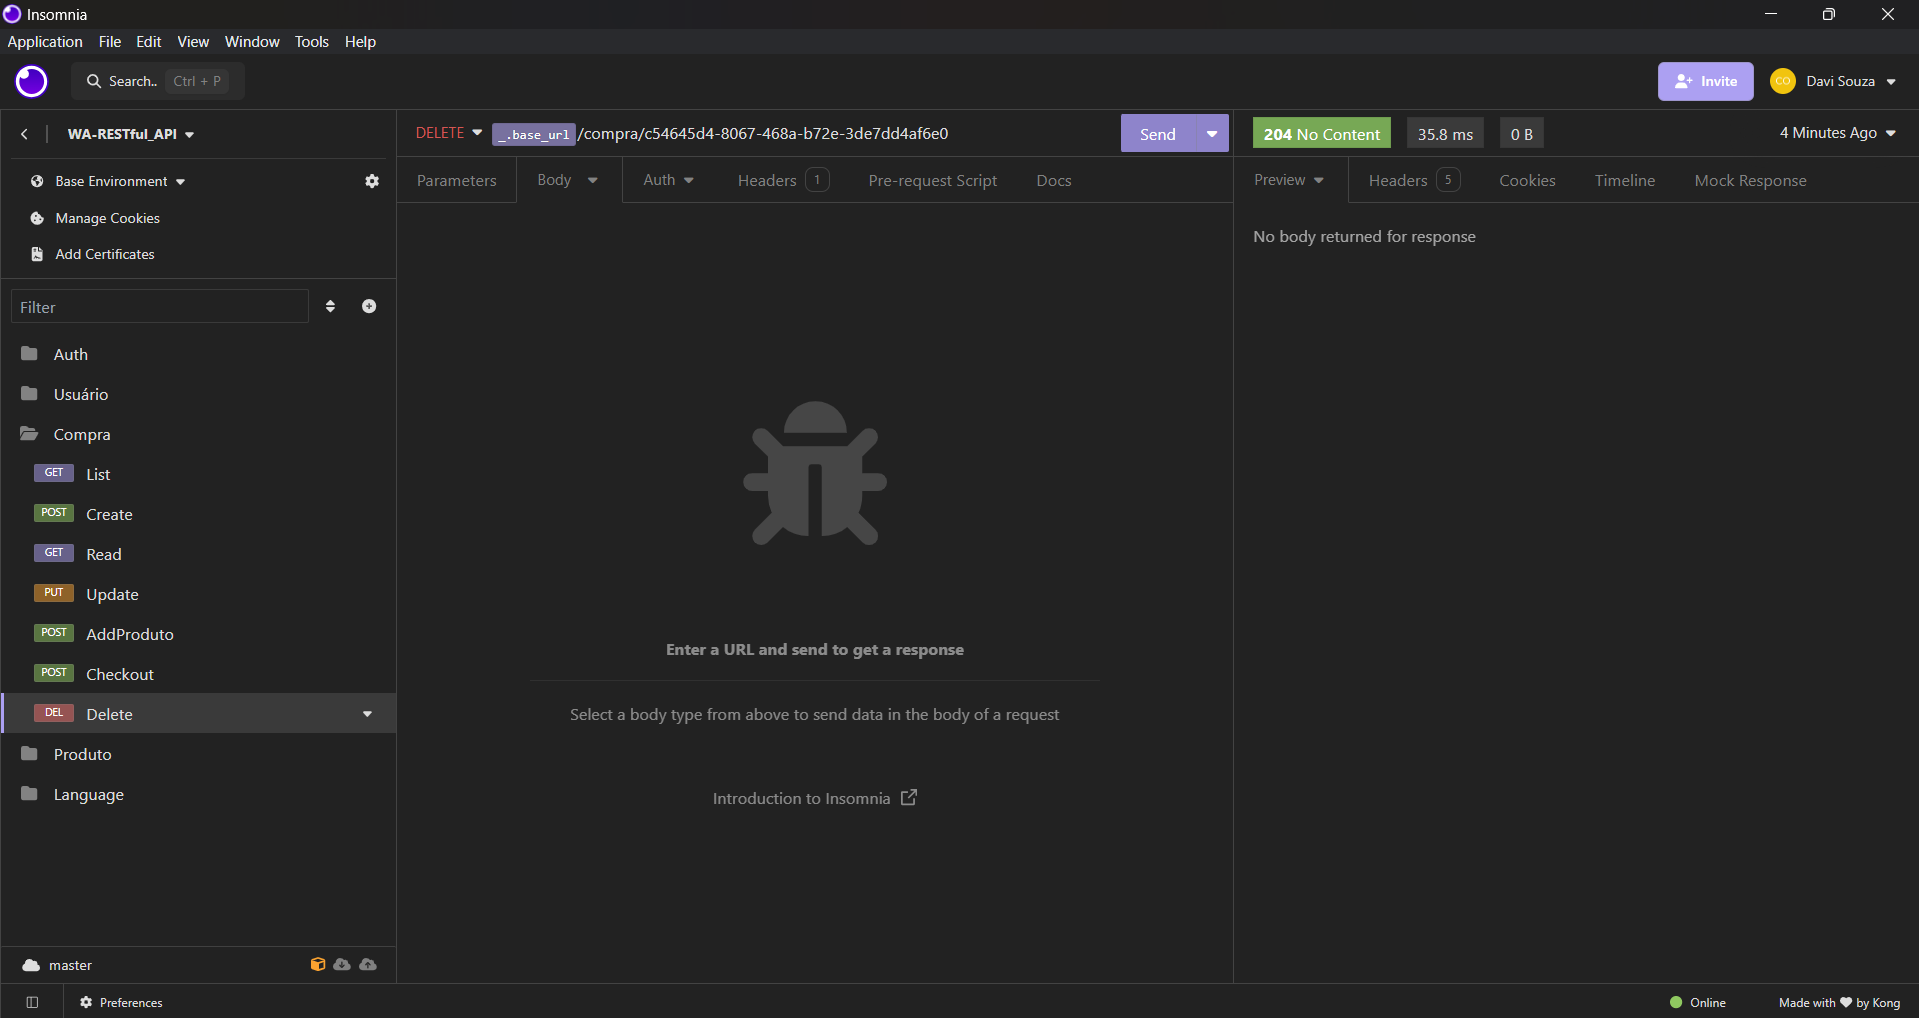 Insomnia
Application File Edit View Window Tools Help
Search.. Ctrl + P
Invite
CO Davi Souza
WA-RESTful_API
DELETE _.base_url /compra/c54645d4-8067-468a-b72e-3de7dd4af6e0
Send
204 No Content 35.8 ms 0 B
4 Minutes Ago
Base Environment
Manage Cookies
Add Certificates
Parameters Body Auth Headers 1 Pre-request Script Docs
Preview Headers 5 Cookies Timeline Mock Response
No body returned for response
Filter
Auth
Usuário
Compra
GET List
POST Create
GET Read
PUT Update
POST AddProduto
POST Checkout
DEL Delete
Produto
Language
Enter a URL and send to get a response
Select a body type from above to send data in the body of a request
Introduction to Insomnia
master
Preferences
Online
Made with ♥ by Kong